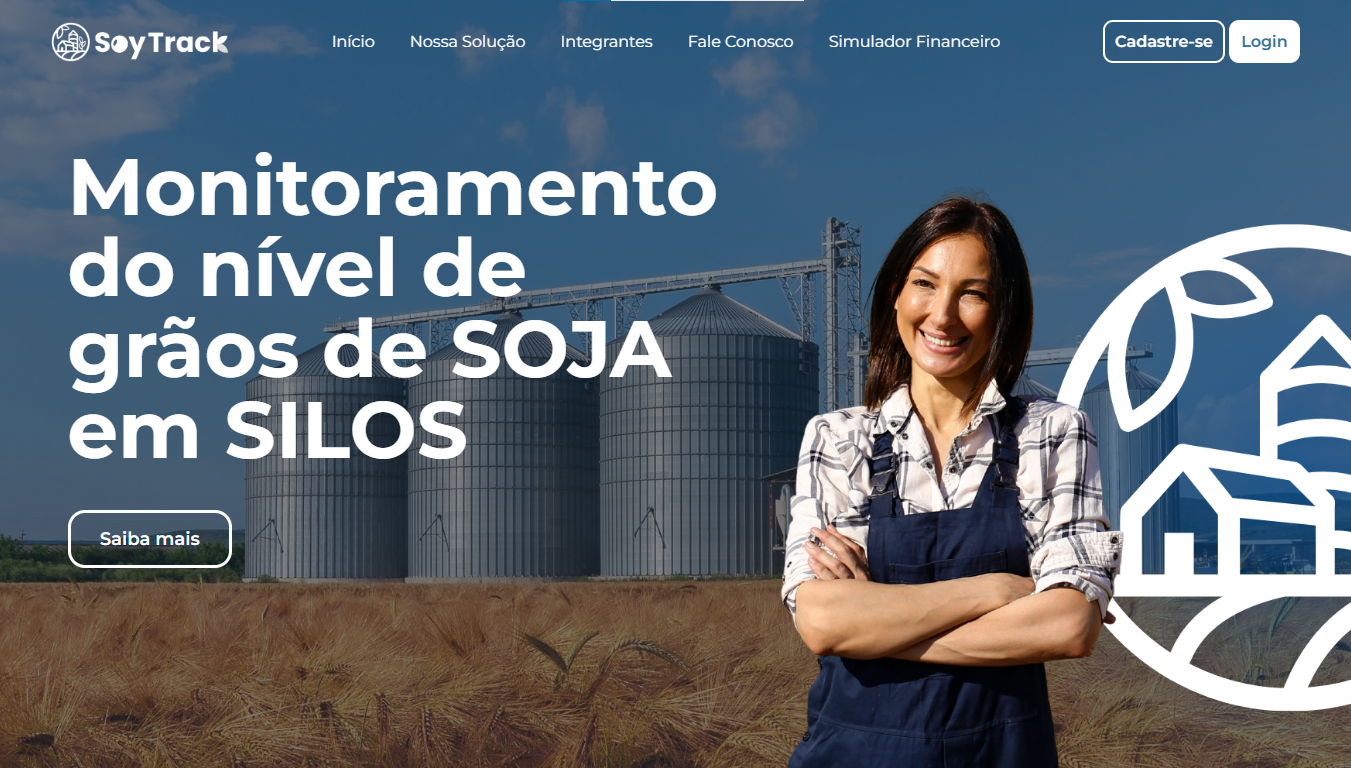 SoyTrack
Início
Nossa Solução
Integrantes
Fale Conosco
Simulador Financeiro
Cadastre-se
Login
Monitoramento
do nível de
grãos de SOJA
em SILOS
Saiba mais